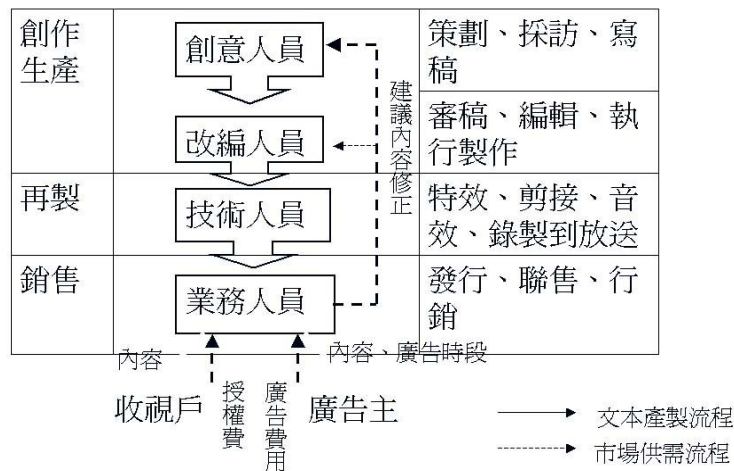 創作
生產
創意人員
策劃、採訪、寫
稿
改編人員
審稿、編輯、執
行製作
建議內容修正
再製
技術人員
特效、剪接、音
效、錄製到放送
銷售
業務人員
發行、聯售、行
銷
內容
內容、廣告時段
收視戶
授權費
廣告費用
廣告主
文本產製流程
市場供需流程